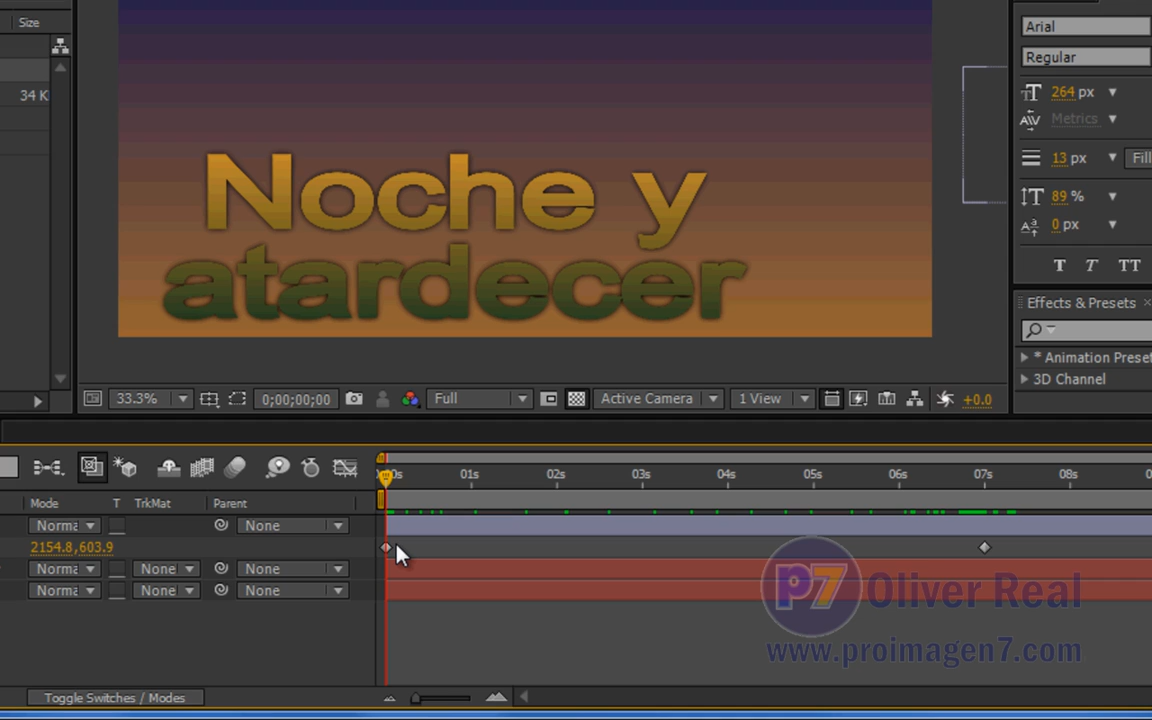 Size
34 K
Noche y
atardecer
Arial
Regular
264 px
Metrics
13 px
Fill
89 %
0 px
T T TT
Effects & Presets
* Animation Preset
3D Channel
33.3%
0;00;00;00
Full
Active Camera
1 View
+0.0
00s 01s 02s 03s 04s 05s 06s 07s 08s 0
Mode T TrkMat Parent
Norma None
2154.8,603.9
Norma None None
Norma None None
p7 Oliver Real
www.proimagen7.com
Toggle Switches / Modes